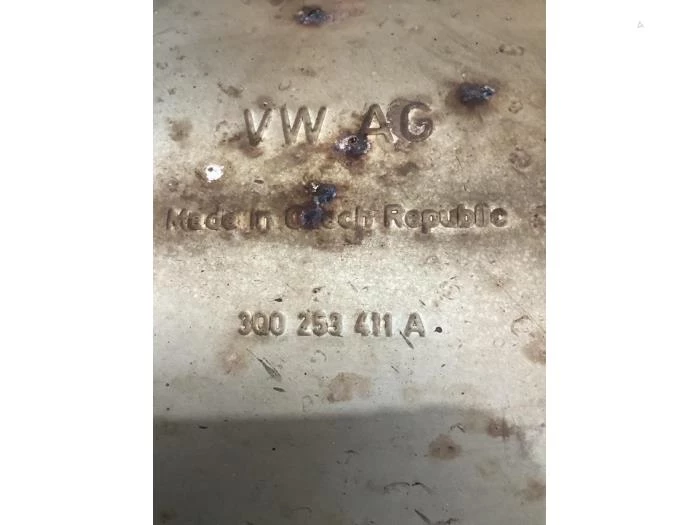 VW AG
Made in Czech Republic
3Q0 253 411 A